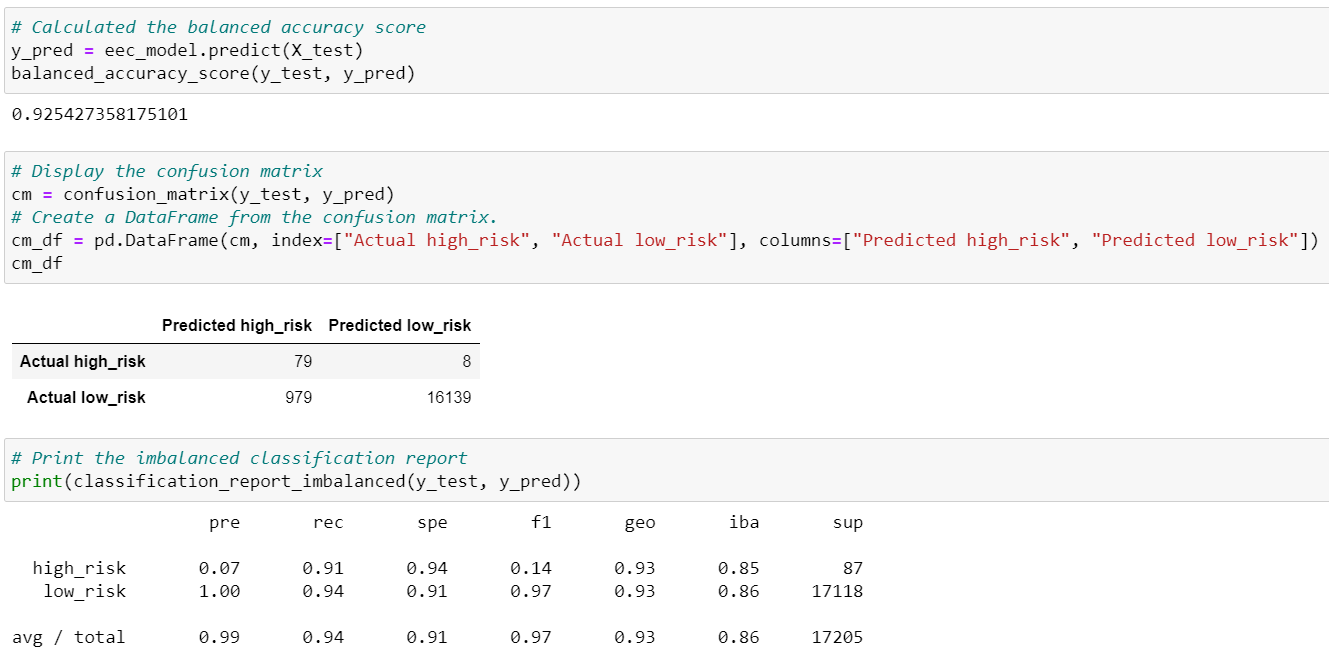 # Calculated the balanced accuracy score
y_pred = eec_model.predict(X_test)
balanced_accuracy_score(y_test, y_pred)
0.925427358175101
# Display the confusion matrix
cm = confusion_matrix(y_test, y_pred)
# Create a DataFrame from the confusion matrix.
cm_df = pd.DataFrame(cm, index=["Actual high_risk", "Actual low_risk"], columns=["Predicted high_risk", "Predicted low_risk"])
cm_df
Predicted high_risk Predicted low_risk
Actual high_risk 79 8
Actual low_risk 979 16139
# Print the imbalanced classification report
print(classification_report_imbalanced(y_test, y_pred))
pre rec spe f1 geo iba sup
high_risk 0.07 0.91 0.94 0.14 0.93 0.85 87
low_risk 1.00 0.94 0.91 0.97 0.93 0.86 17118
avg / total 0.99 0.94 0.91 0.97 0.93 0.86 17205